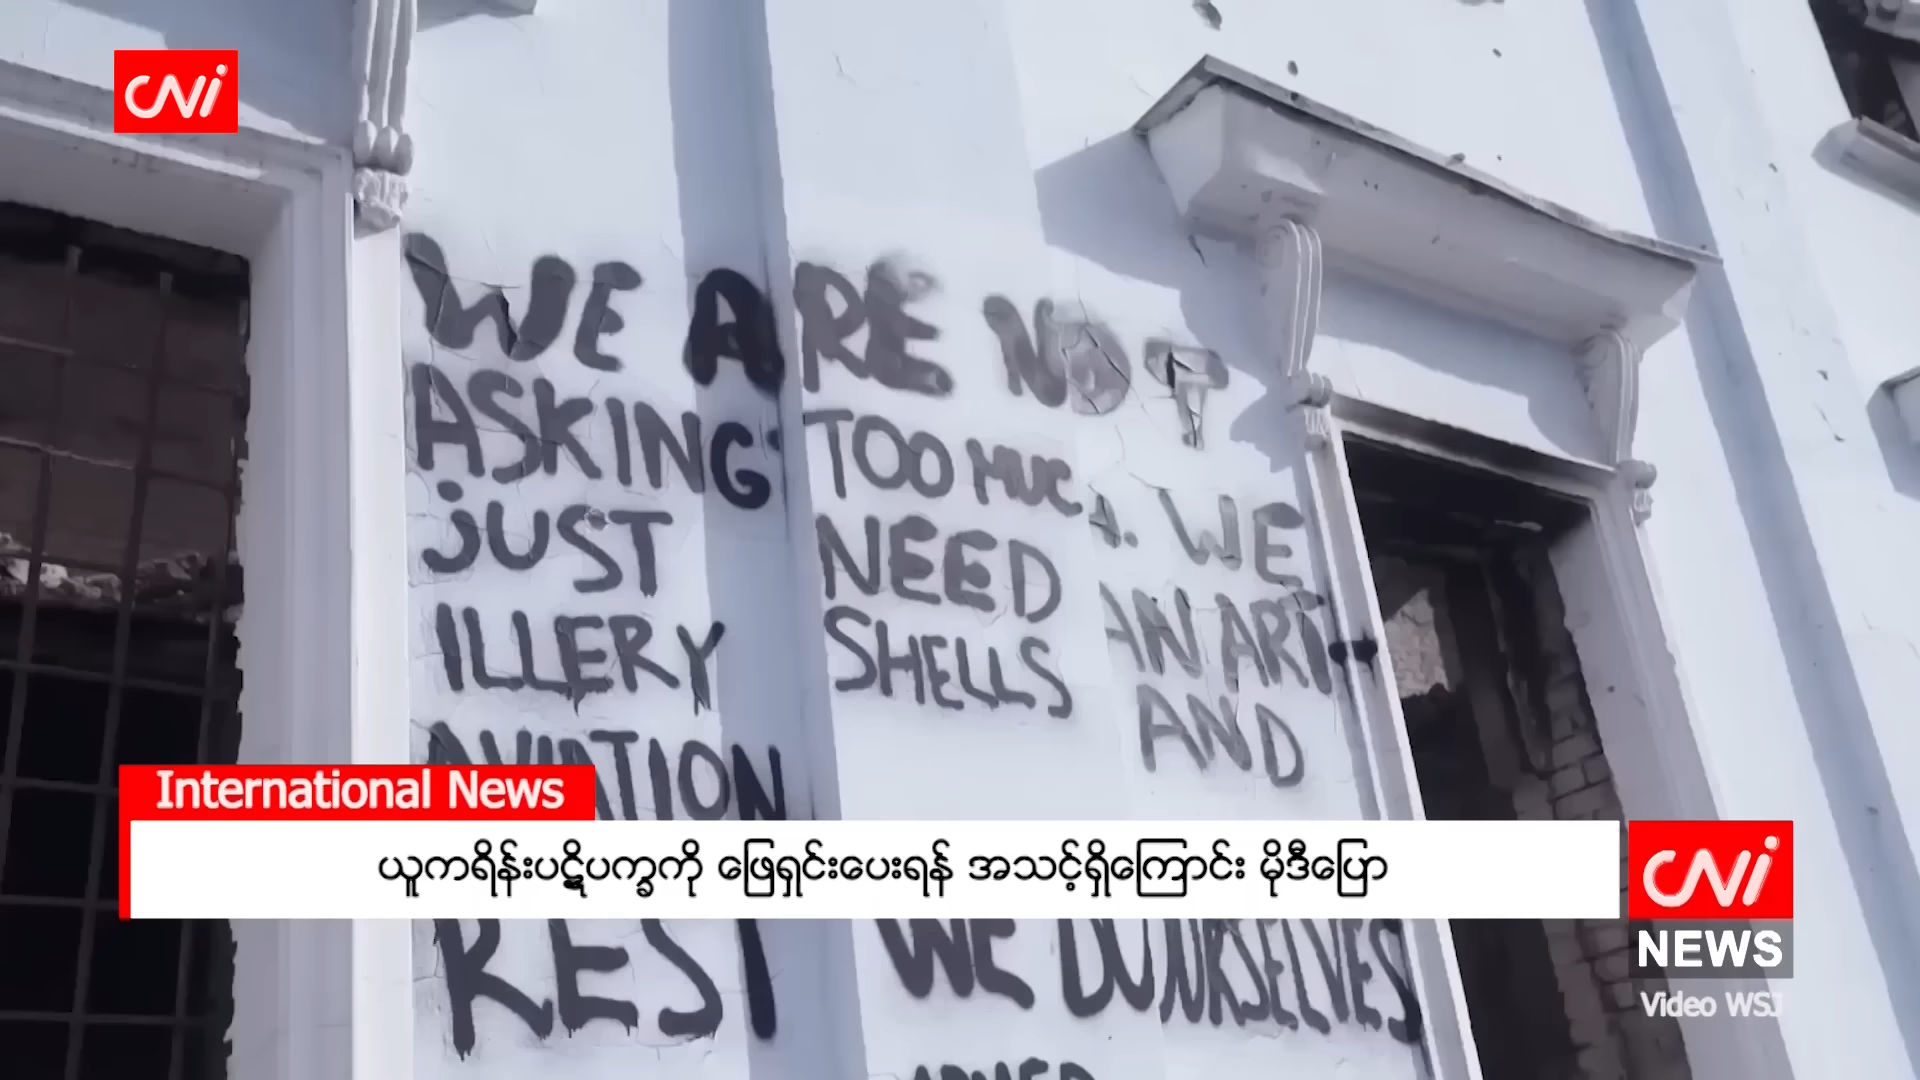 CNi
WE ARE NOT
ASKING TOO MUCH. WE
JUST NEED AN ART
ILLERY SHELLS AND
AVIATION
International News
ယူကရိန်းပဋိပက္ခကို ဖြေရှင်းပေးရန် အသင့်ရှိကြောင်း မိုဒီပြော
CNi
NEWS
Video WSJ
REST WE DO OURSELVES